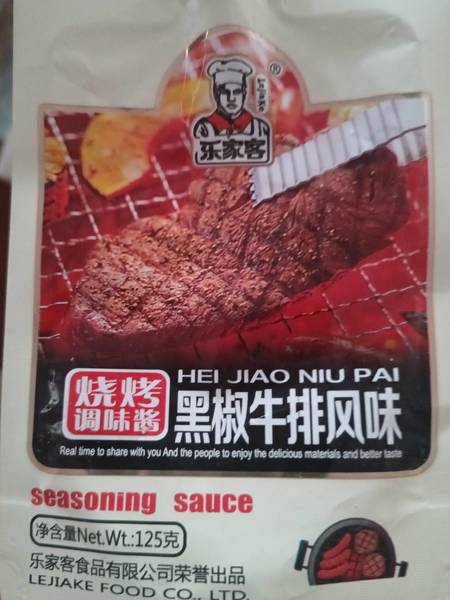 ®
LeJiaKe
乐家客
HEI JIAO NIU PAI
烧烤
调味酱
黑椒牛排风味
Real time to share with you And the people to enjoy the delicious materials and better taste
seasoning sauce
净含量Net.Wt.:125克
乐家客食品有限公司荣誉出品
LEJIAKE FOOD CO., LTD.